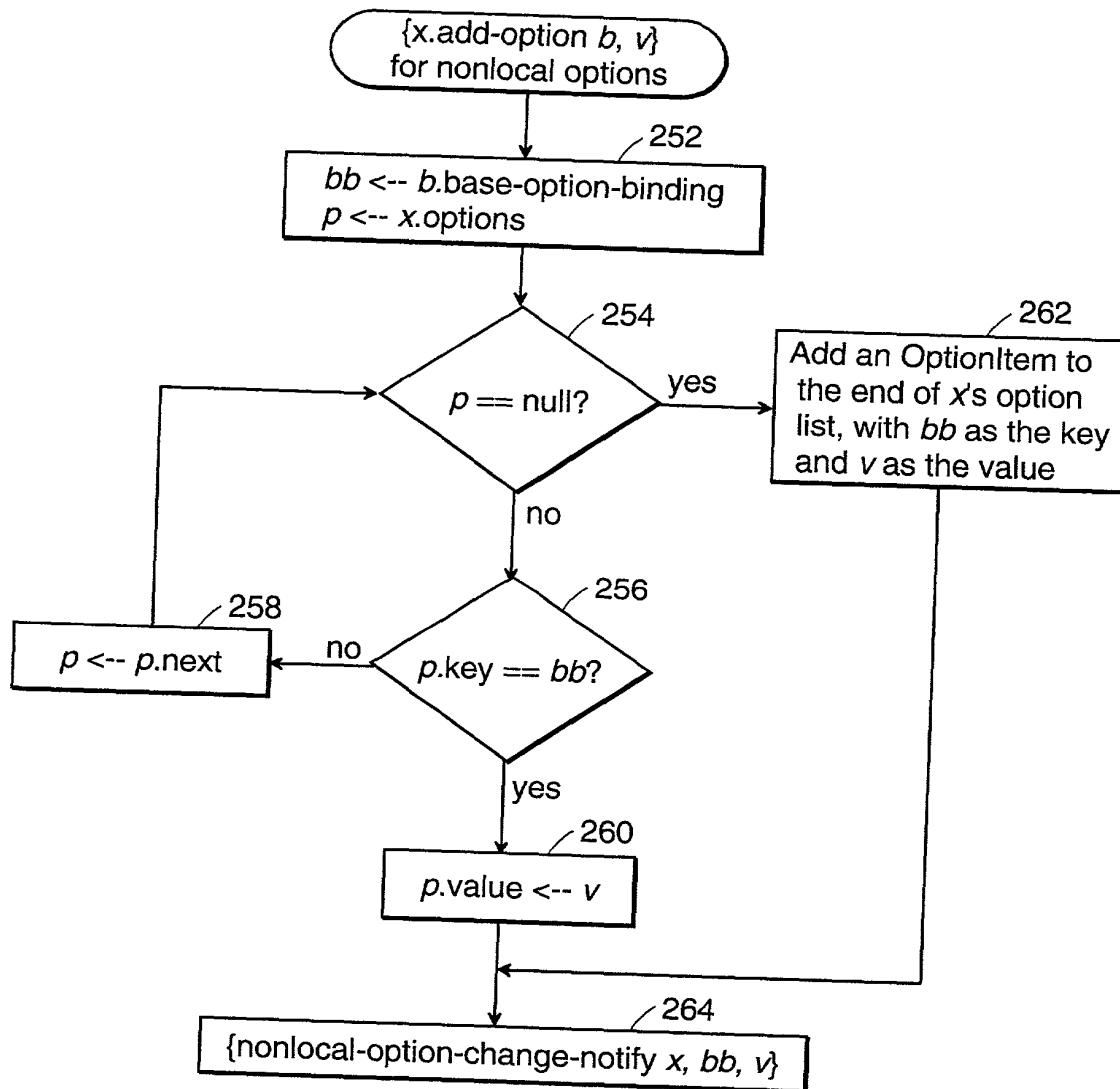 {x.add-option b, v}
for nonlocal options
252
bb <-- b.base-option-binding
p <-- x.options
254
p == null?
yes
262
Add an OptionItem to
the end of x's option
list, with bb as the key
and v as the value
no
256
p.key == bb?
no
258
p <-- p.next
yes
260
p.value <-- v
264
{nonlocal-option-change-notify x, bb, v}